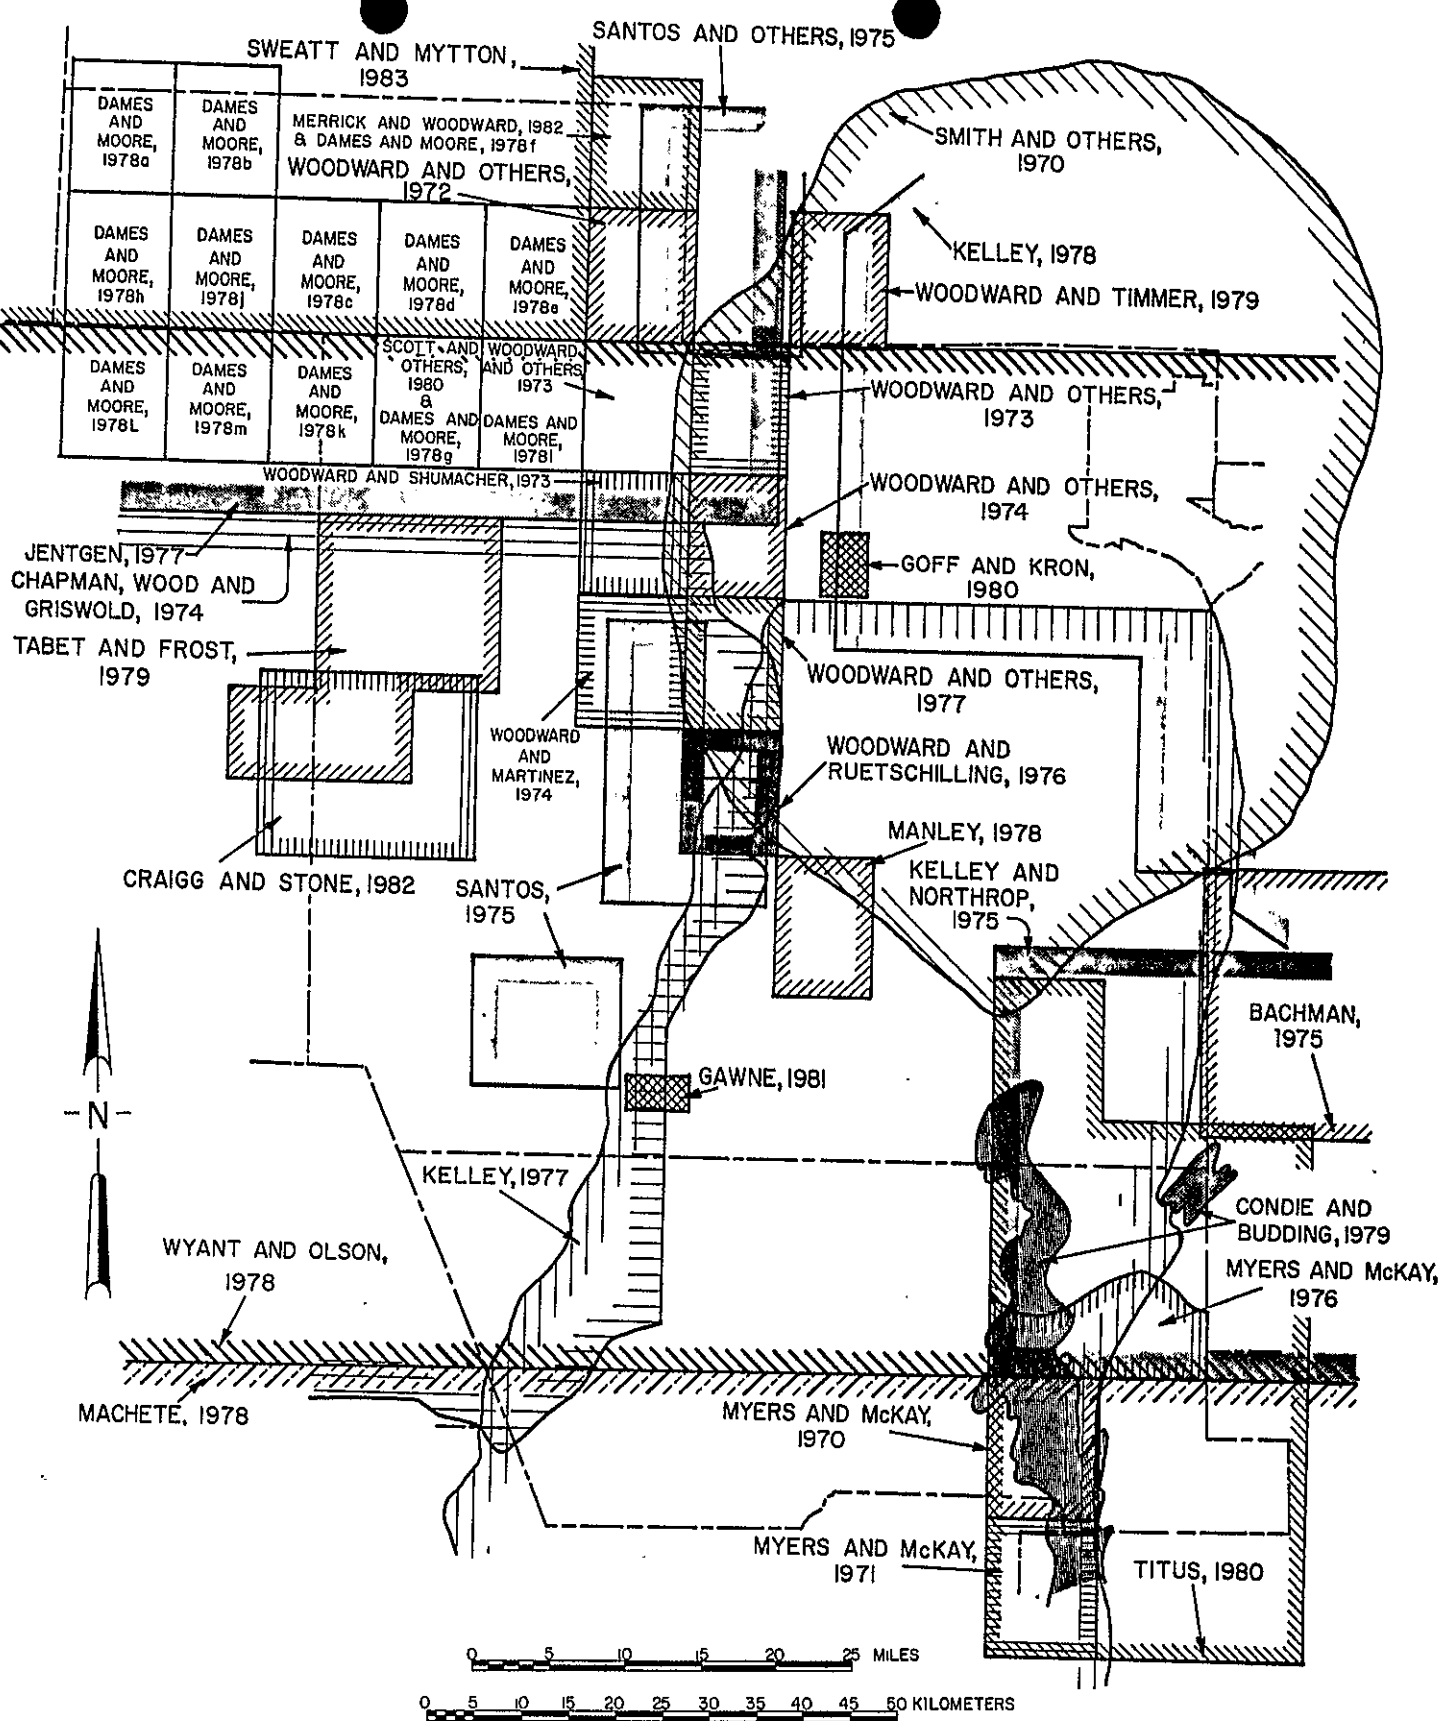 SANTOS AND OTHERS, 1975
SWEATT AND MYTTON,
1983
DAMES
AND
MOORE,
1978a
DAMES
AND
MOORE,
1978b
MERRICK AND WOODWARD, 1982
& DAMES AND MOORE, 1978f
WOODWARD AND OTHERS,
1972
SMITH AND OTHERS,
1970
KELLEY, 1978
WOODWARD AND TIMMER, 1979
DAMES
AND
MOORE,
1978h
DAMES
AND
MOORE,
1978j
DAMES
AND
MOORE,
1978c
DAMES
AND
MOORE,
1978d
DAMES
AND
MOORE,
1978e
DAMES
AND
MOORE,
1978L
DAMES
AND
MOORE,
1978m
DAMES
AND
MOORE,
1978k
SCOTT AND
OTHERS,
1980
&
DAMES AND
MOORE,
1978g
WOODWARD
AND OTHERS
1973
DAMES AND
MOORE,
1978I
WOODWARD AND OTHERS,
1973
WOODWARD AND SHUMACHER, 1973
WOODWARD AND OTHERS,
1974
JENTGEN, 1977
CHAPMAN, WOOD AND
GRISWOLD, 1974
GOFF AND KRON,
1980
TABET AND FROST,
1979
WOODWARD AND OTHERS,
1977
WOODWARD
AND
MARTINEZ,
1974
WOODWARD AND
RUETSCHILLING, 1976
MANLEY, 1978
CRAIGG AND STONE, 1982
SANTOS,
1975
KELLEY AND
NORTHROP,
1975
BACHMAN,
1975
GAWNE, 1981
-N-
KELLEY, 1977
CONDIE AND
BUDDING, 1979
WYANT AND OLSON,
1978
MYERS AND McKAY,
1976
MACHETE, 1978
MYERS AND McKAY,
1970
MYERS AND McKAY,
1971
TITUS, 1980
0 5 10 15 20 25 MILES
0 5 10 15 20 25 30 35 40 45 50 KILOMETERS